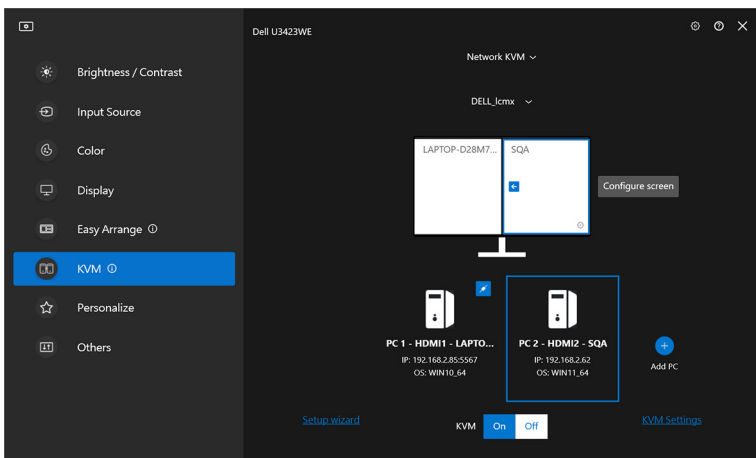 Dell U3423WE
Brightness / Contrast
Input Source
Color
Display
Easy Arrange
KVM
Personalize
Others
Network KVM
DELL_lcmx
LAPTOP-D28M7...
SQA
Configure screen
PC 1 - HDMI1 - LAPTO...
IP: 192.168.2.85:5567
OS: WIN10_64
PC 2 - HDMI2 - SQA
IP: 192.168.2.62
OS: WIN11_64
Add PC
Setup wizard
KVM On Off
KVM Settings